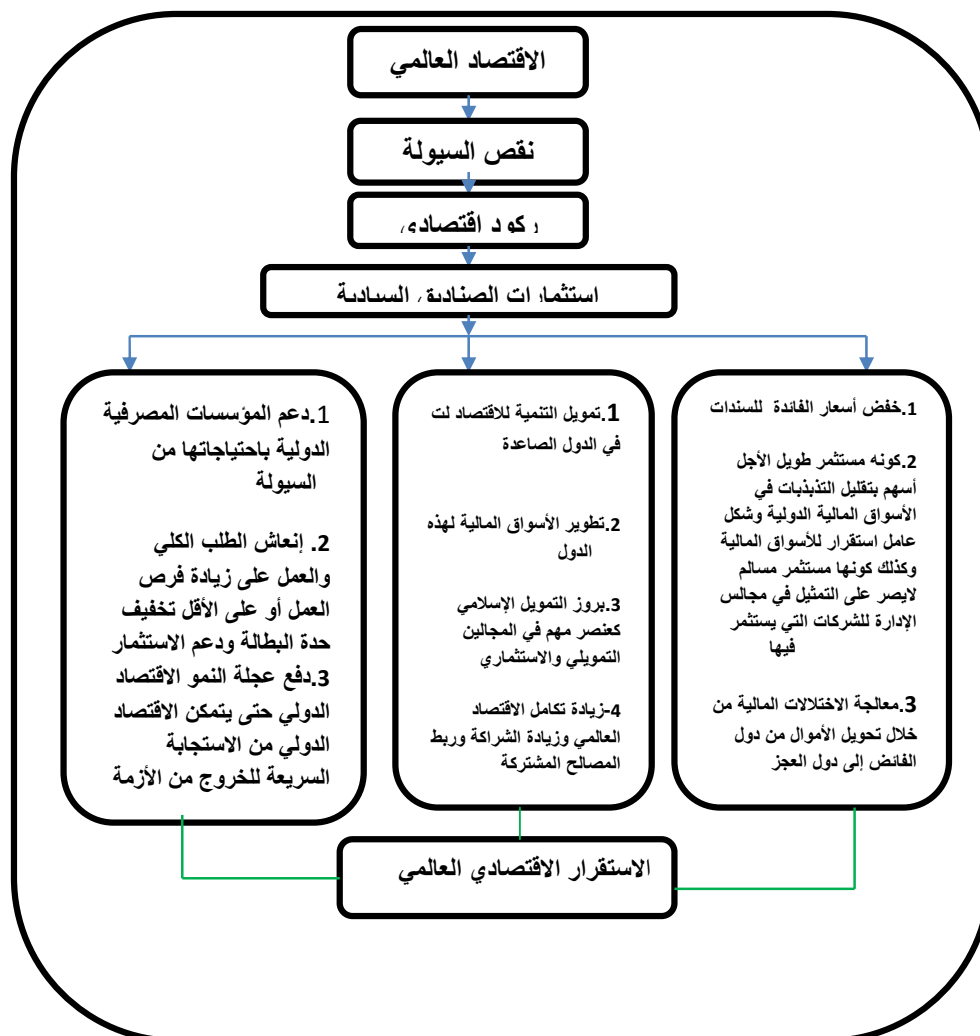 الاقتصاد العالمي
نقص السيولة
ركود اقتصادي
استثمارات الصناديق السيادية
1.خفض أسعار الفائدة للسندات
2.كونه مستثمر طويل الأجل
أسهم بتقليل التذبذبات في
الأسواق المالية الدولية وشكل
عامل استقرار للأسواق المالية
وكذلك كونها مستثمر مسالم
لايصر على التمثيل في مجالس
الإدارة للشركات التي يستثمر
فيها
3.معالجة الاختلالات المالية من
خلال تحويل الأموال من دول
الفائض إلى دول العجز
1.تمويل التنمية للاقتصاد لت
في الدول الصاعدة
2.تطوير الأسواق المالية لهذه
الدول
3.بروز التمويل الإسلامي
كعنصر مهم في المجالين
التمويلي والاستثماري
4-زيادة تكامل الاقتصاد
العالمي وزيادة الشراكة وربط
المصالح المشتركة
1.دعم المؤسسات المصرفية
الدولية باحتياجاتها من
السيولة
2. إنعاش الطلب الكلي
والعمل على زيادة فرص
العمل أو على الأقل تخفيف
حدة البطالة ودعم الاستثمار
3.دفع عجلة النمو الاقتصاد
الدولي حتى يتمكن الاقتصاد
الدولي من الاستجابة
السريعة للخروج من الأزمة
الاستقرار الاقتصادي العالمي